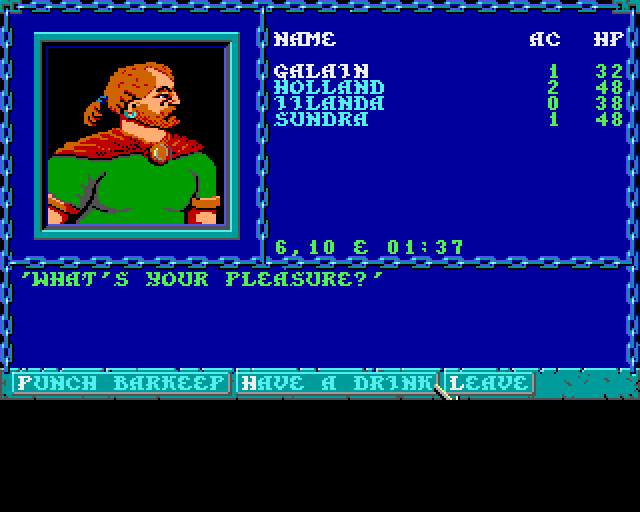 NAME AC HP
GALAIN 1 32
HOLLAND 2 48
TILANDA 0 38
SUNDRA 1 48
6,10 E 01:37
'WHAT'S YOUR PLEASURE?'
PUNCH BARKEEP HAVE A DRINK LEAVE